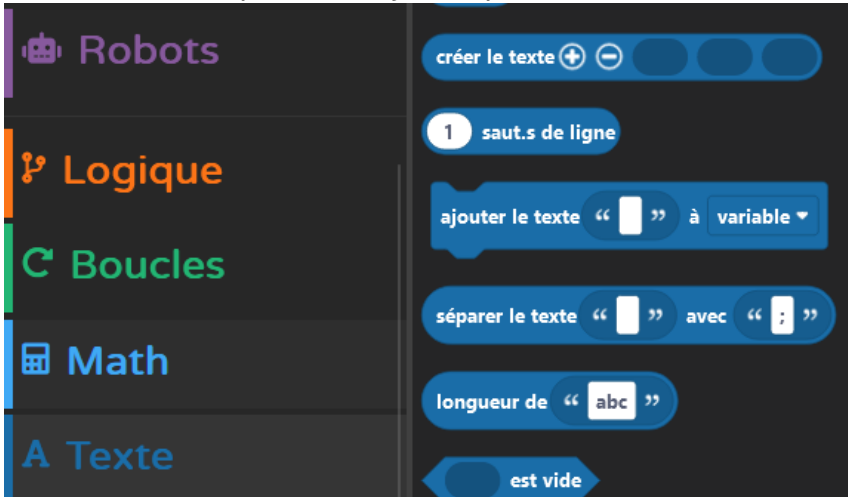 Robots
Logique
Boucles
Math
A Texte
créer le texte
1 saut.s de ligne
ajouter le texte “ ” à variable
séparer le texte “ ” avec “ ; ”
longueur de “ abc ”
est vide